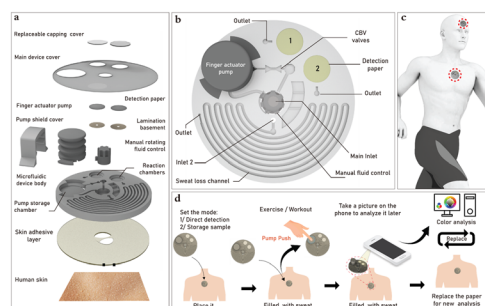 a
Replaceable capping cover
Main device cover
Detection paper
Finger actuator pump
Pump shield cover
Lamination
basement
Manual rotating
fluid control
Reaction
chambers
Microfluidic
device body
Pump storage
chamber
Skin adhesive
layer
Human skin
b
Outlet
1
CBV
valves
2
Detection
paper
Finger actuator
pump
Outlet
Outlet
Main Inlet
Inlet 2
Manual fluid control
Sweat loss channel
c
d
Set the mode:
1/ Direct detection
2/ Storage sample
Exercise / Workout
Pump Push
Take a picture on the
phone to analyze it later
Color analysis
Replace
Place it
Filled with sweat
Filled with sweat
Replace the paper
for new analysis